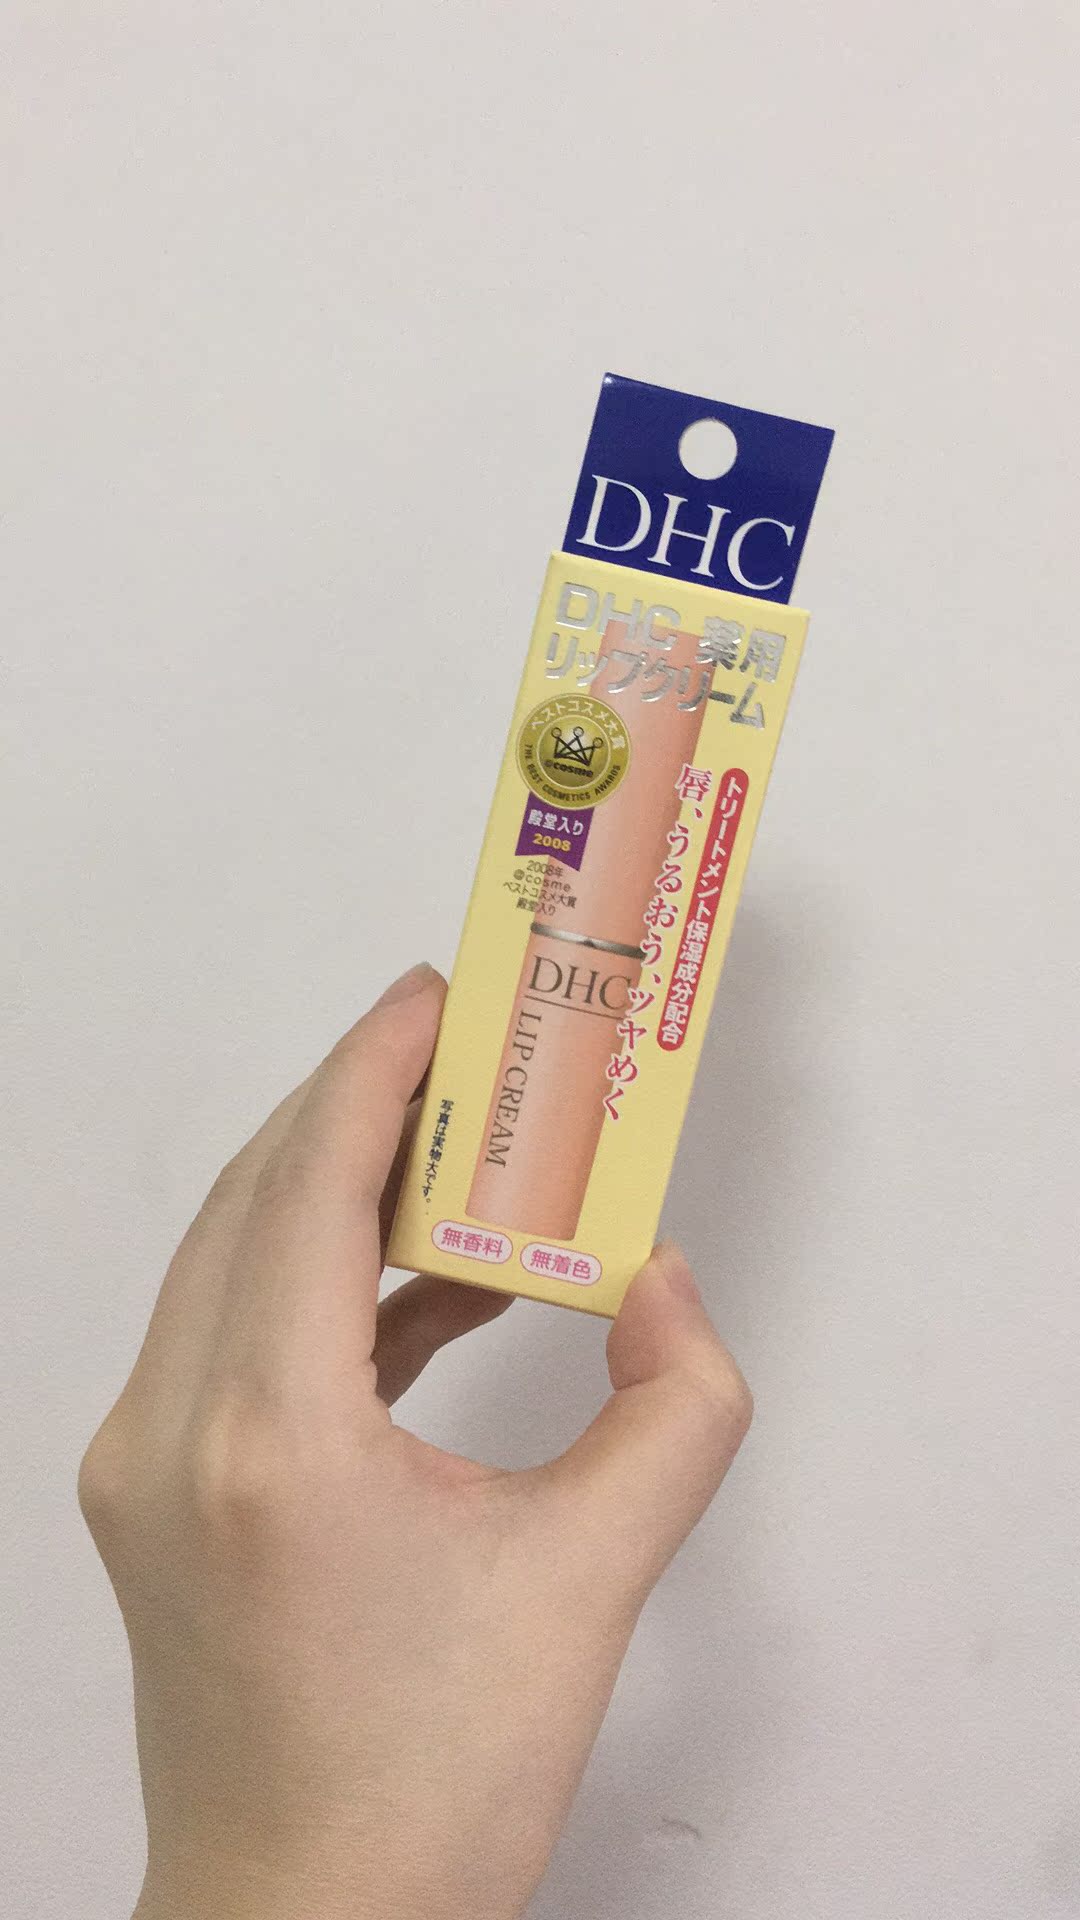 DHC
DHC 薬用
リップクリーム
ベストコスメ大賞
@cosme
THE BEST COSMETICS AWARDS
殿堂入り
2008
2008年
@cosme
ベストコスメ大賞
殿堂入り
トリートメント保湿成分配合
唇、うるおう、ツヤめく
DHC
LIP CREAM
写真は実物大です。
無香料
無着色